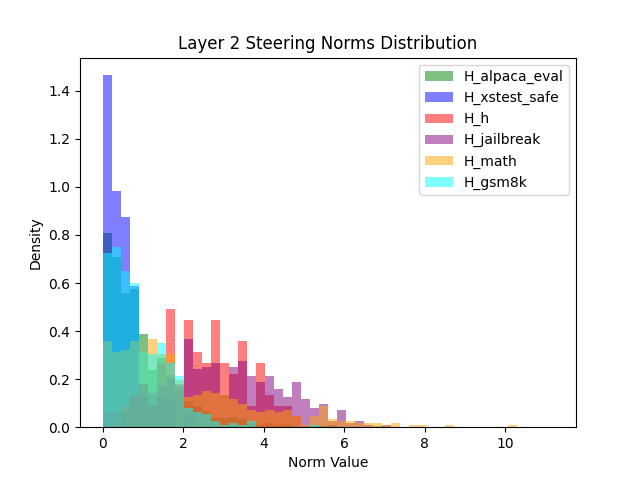 Layer 2 Steering Norms Distribution
H_alpaca_eval
H_xstest_safe
H_h
H_jailbreak
H_math
H_gsm8k
Density
1.4
1.2
1.0
0.8
0.6
0.4
0.2
0.0
0 2 4 6 8 10
Norm Value